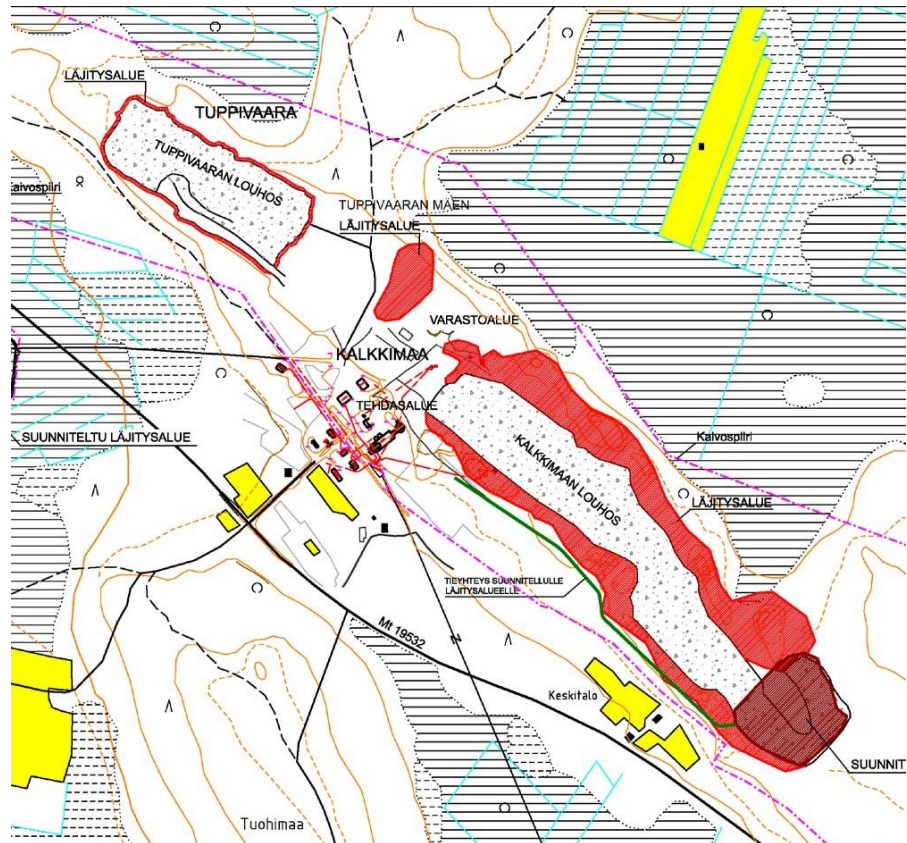 LÄJITYSALUE
TUPPIVAARA
TUPPIVAARAN LOUHOS
Kaivospiiri
TUPPIVAARAN MÄEN
LÄJITYSALUE
VARASTOALUE
KALKKIMAA
TEHDASALUE
SUUNNITELTU LÄJITYSALUE
KALKKIMAAN LOUHOS
Kaivospiiri
LÄJITYSALUE
TIEYHTEYS SUUNNITELLULLE
LÄJITYSALUEELLE
Mt 19532
N
Keskitalo
SUUNNIT
Tuohimaa